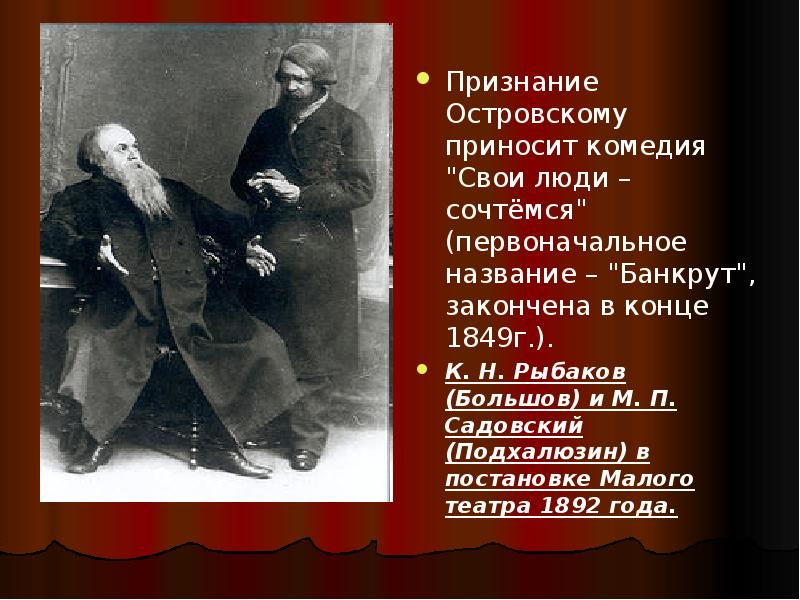 Признание
Островскому
приносит комедия
"Свои люди –
сочтёмся"
(первоначальное
название – "Банкрут",
закончена в конце
1849г.).
К. Н. Рыбаков
(Большов) и М. П.
Садовский
(Подхалюзин) в
постановке Малого
театра 1892 года.